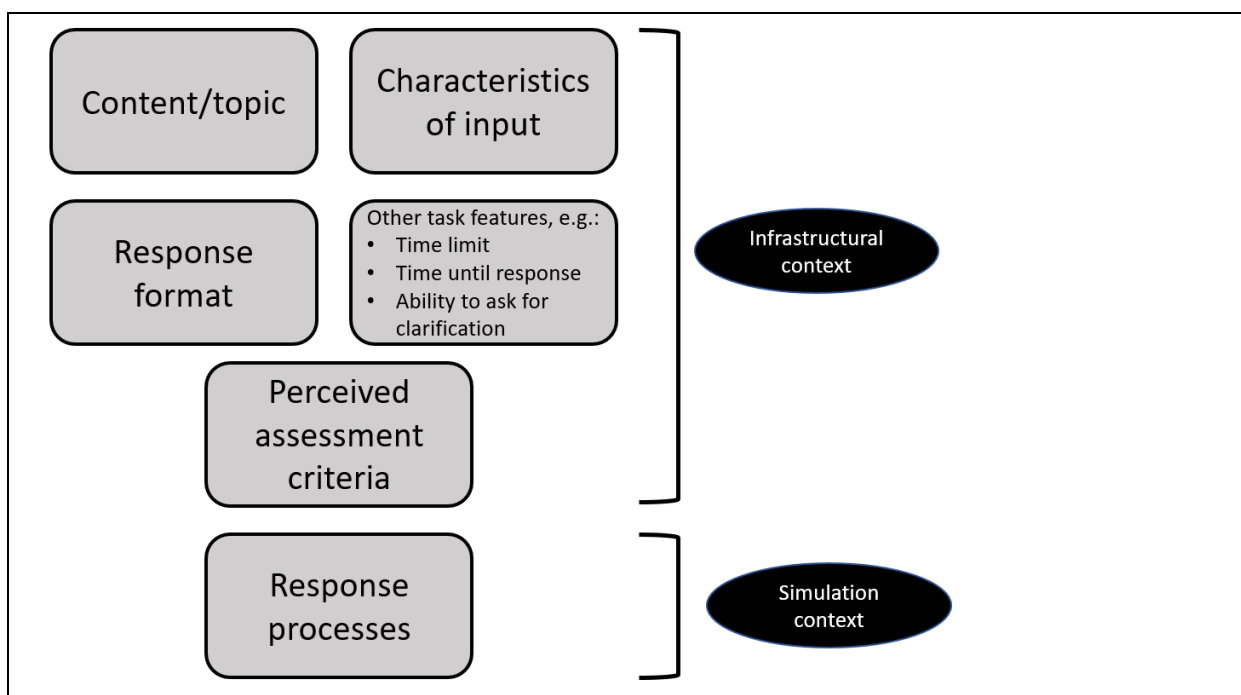 Content/topic
Characteristics
of input
Response
format
Other task features, e.g.:
• Time limit
• Time until response
• Ability to ask for
clarification
Infrastructural
context
Perceived
assessment
criteria
Response
processes
Simulation
context